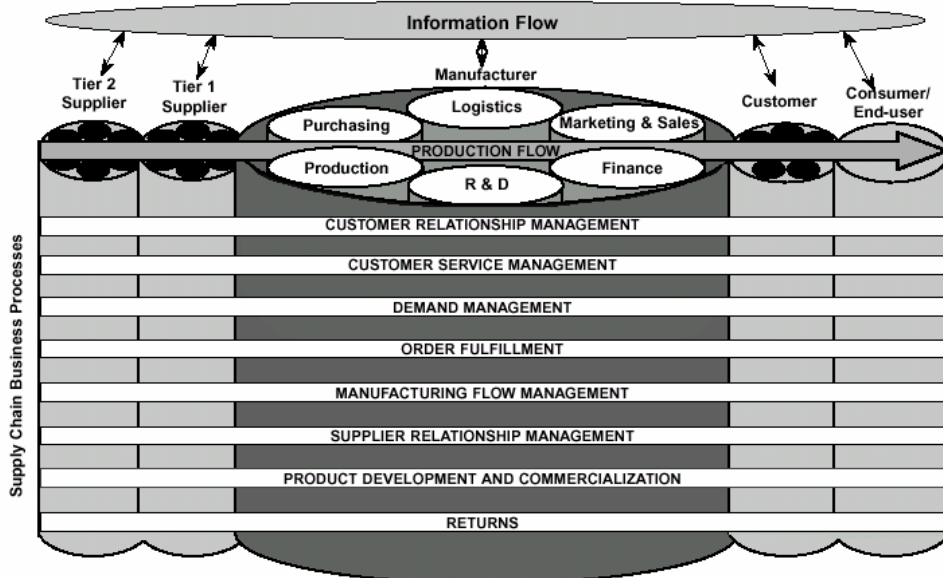 Information Flow
Tier 2
Supplier
Tier 1
Supplier
Manufacturer
Customer
Consumer/
End-user
Logistics
Purchasing
Marketing & Sales
PRODUCTION FLOW
Production
R & D
Finance
Supply Chain Business Processes
CUSTOMER RELATIONSHIP MANAGEMENT
CUSTOMER SERVICE MANAGEMENT
DEMAND MANAGEMENT
ORDER FULFILLMENT
MANUFACTURING FLOW MANAGEMENT
SUPPLIER RELATIONSHIP MANAGEMENT
PRODUCT DEVELOPMENT AND COMMERCIALIZATION
RETURNS